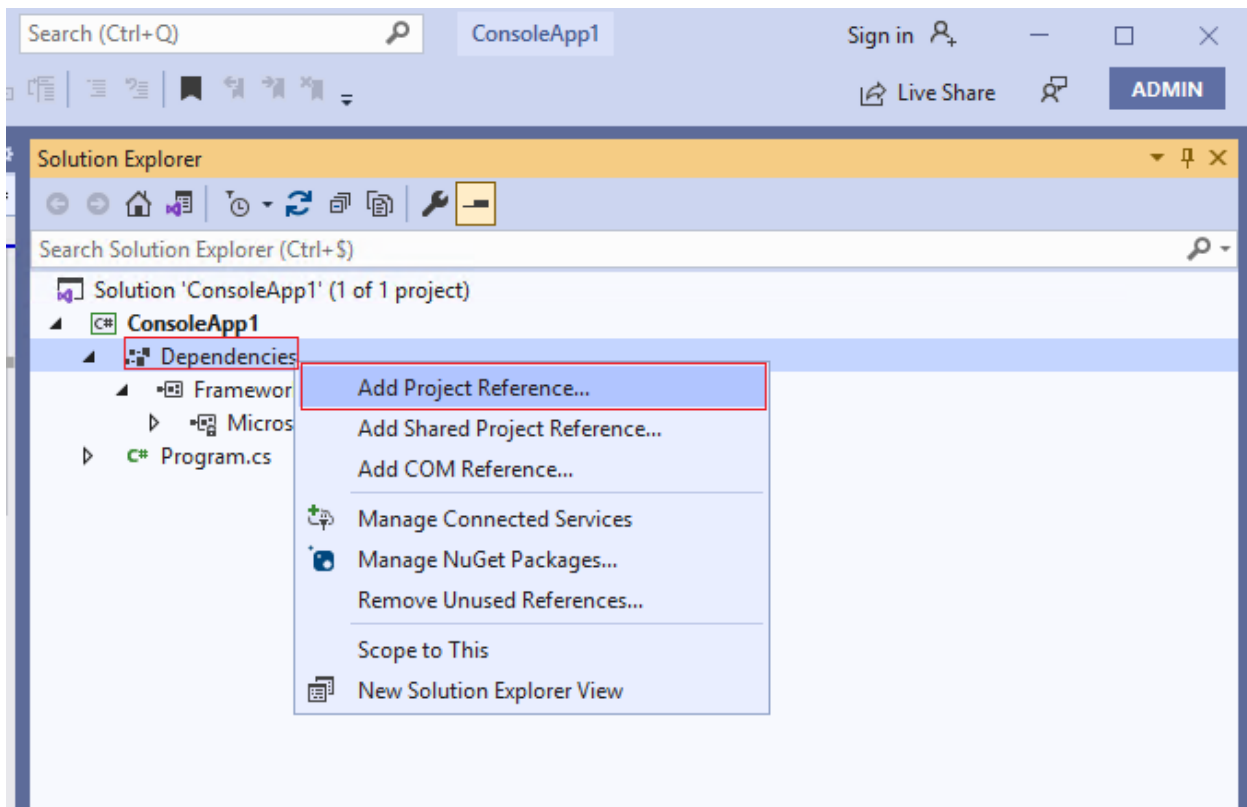 Search (Ctrl+Q)
ConsoleApp1
Sign in
Live Share
ADMIN
Solution Explorer
Search Solution Explorer (Ctrl+$)
Solution 'ConsoleApp1' (1 of 1 project)
C# ConsoleApp1
Dependencies
Framewor
Micros
C# Program.cs
Add Project Reference...
Add Shared Project Reference...
Add COM Reference...
Manage Connected Services
Manage NuGet Packages...
Remove Unused References...
Scope to This
New Solution Explorer View